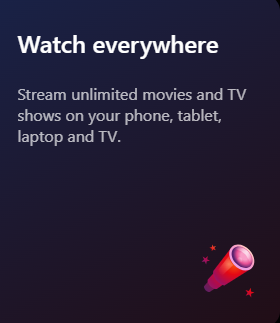 Watch everywhere
Stream unlimited movies and TV
shows on your phone, tablet,
laptop and TV.